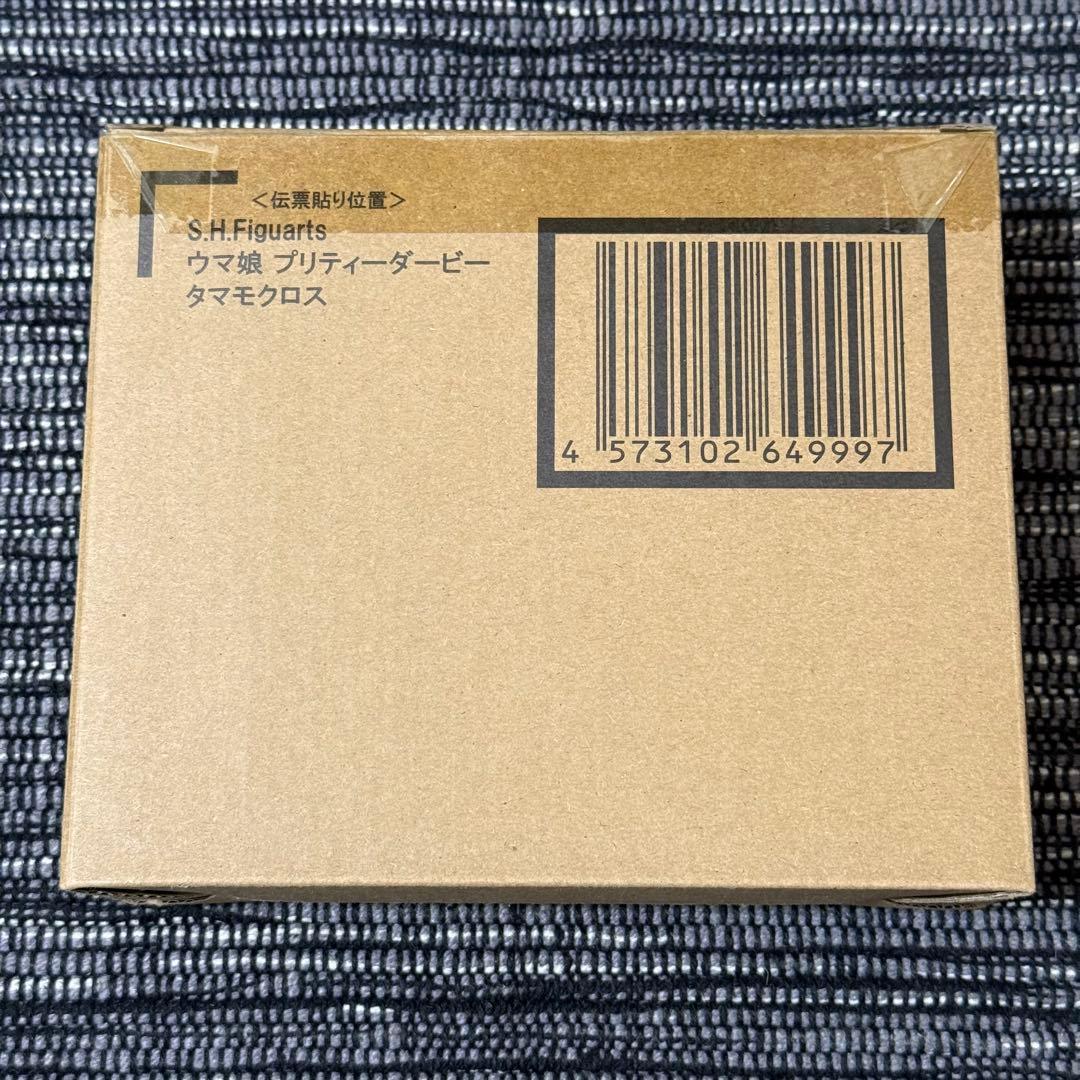 ＜伝票貼り位置＞
S.H.Figuarts
ウマ娘 プリティーダービー
タマモクロス
4 573102 649997